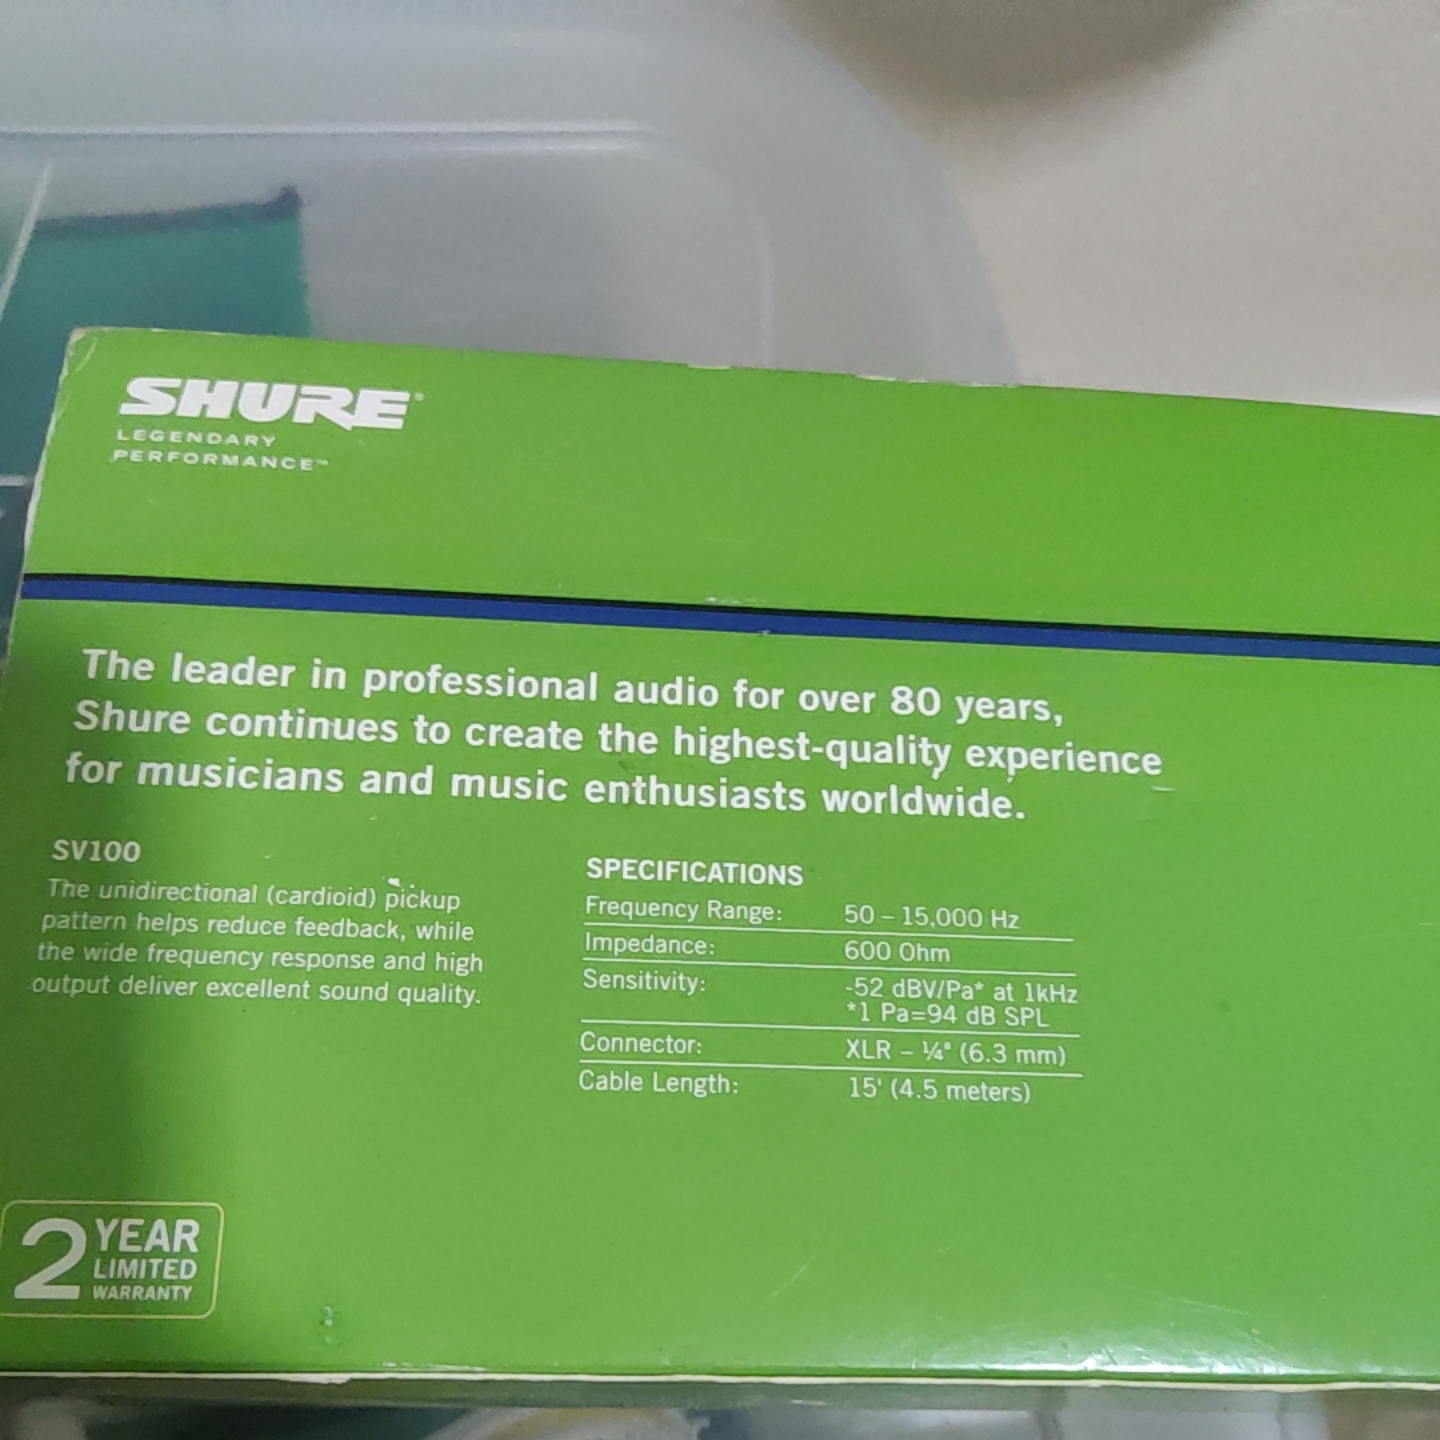 SHURE®
LEGENDARY
PERFORMANCE™
The leader in professional audio for over 80 years,
Shure continues to create the highest-quality experience
for musicians and music enthusiasts worldwide.
SV100
The unidirectional (cardioid) pickup
pattern helps reduce feedback, while
the wide frequency response and high
output deliver excellent sound quality.
SPECIFICATIONS
Frequency Range: 50 – 15,000 Hz
Impedance: 600 Ohm
Sensitivity: -52 dBV/Pa* at 1kHz
*1 Pa=94 dB SPL
Connector: XLR – ¼" (6.3 mm)
Cable Length: 15' (4.5 meters)
2 YEAR
LIMITED
WARRANTY